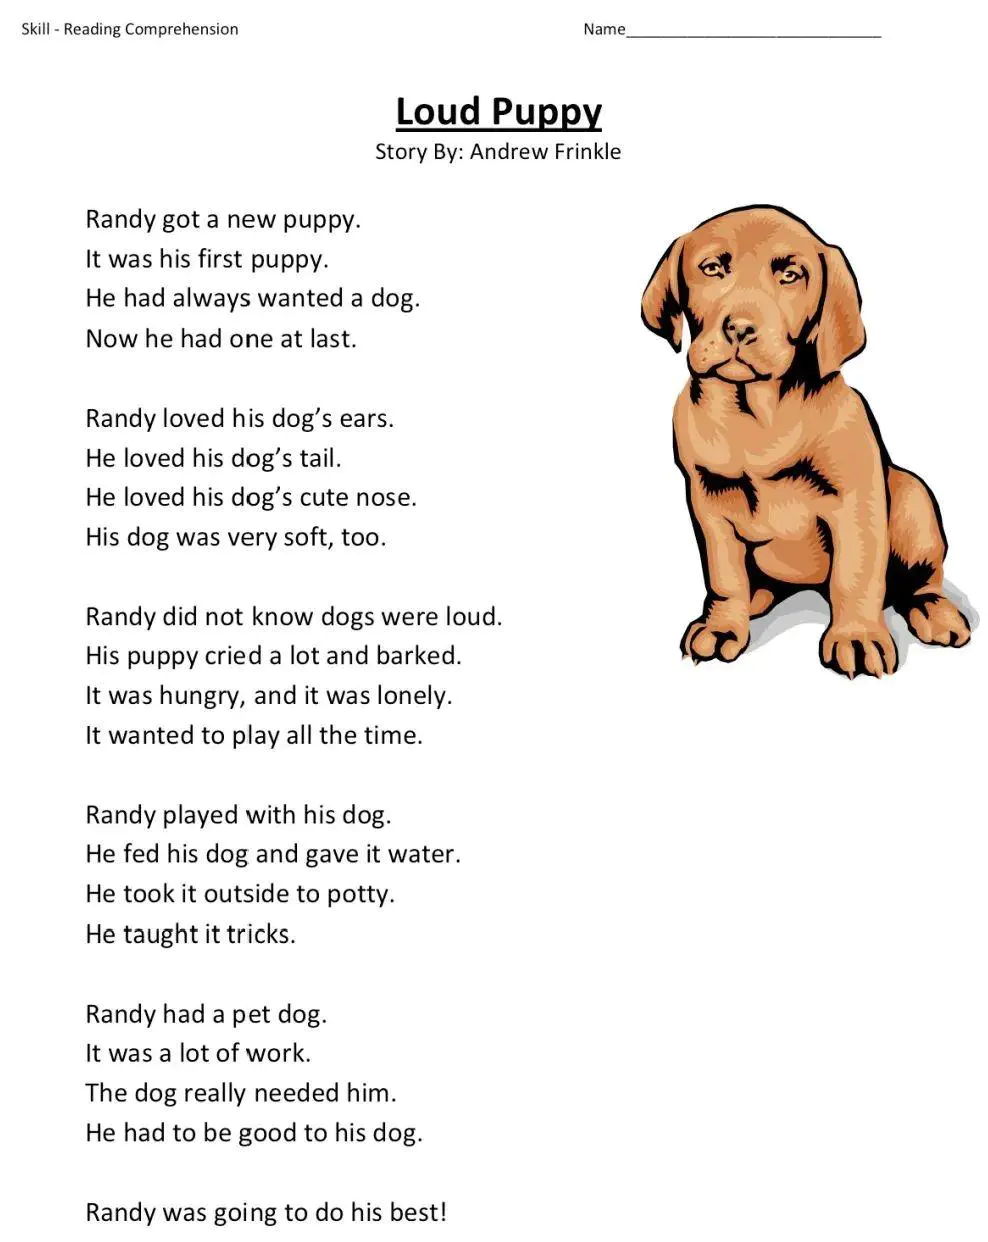 Skill - Reading Comprehension
Name______________________________
Loud Puppy
Story By: Andrew Frinkle
Randy got a new puppy.
It was his first puppy.
He had always wanted a dog.
Now he had one at last.
Randy loved his dog’s ears.
He loved his dog’s tail.
He loved his dog’s cute nose.
His dog was very soft, too.
Randy did not know dogs were loud.
His puppy cried a lot and barked.
It was hungry, and it was lonely.
It wanted to play all the time.
Randy played with his dog.
He fed his dog and gave it water.
He took it outside to potty.
He taught it tricks.
Randy had a pet dog.
It was a lot of work.
The dog really needed him.
He had to be good to his dog.
Randy was going to do his best!